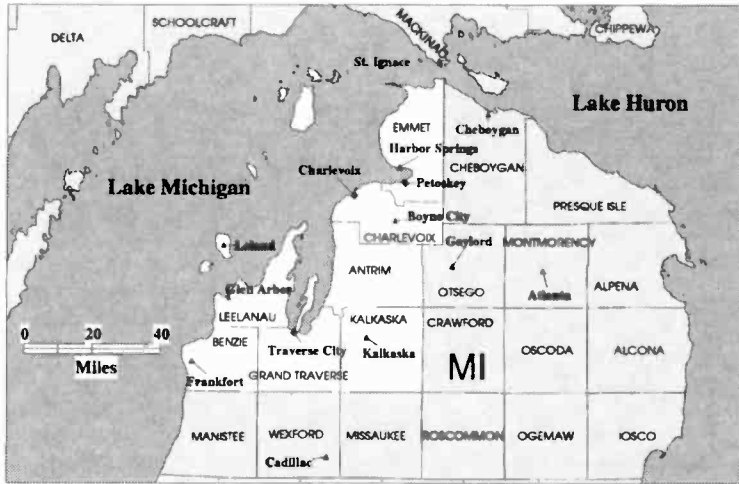 SCHOOLCRAFT
DELTA
MACKINAC
CHIPPEWA
St. Ignace
Lake Huron
EMMET
Cheboygan
Harbor Springs
CHEBOYGAN
Charlevoix
Lake Michigan
Petoskey
PRESQUE ISLE
Boyne City
CHARLEVOIX
Gaylord
MONTMORENCY
Leland
ANTRIM
Glen Arbor
OTSEGO
Atlanta
ALPENA
LEELANAU
KALKASKA
CRAWFORD
0 20 40
Miles
BENZIE
Traverse City
Kalkaska
OSCODA
ALCONA
MI
Frankfort
GRAND TRAVERSE
MANISTEE
WEXFORD
MISSAUKEE
ROSCOMMON
OGEMAW
IOSCO
Cadillac